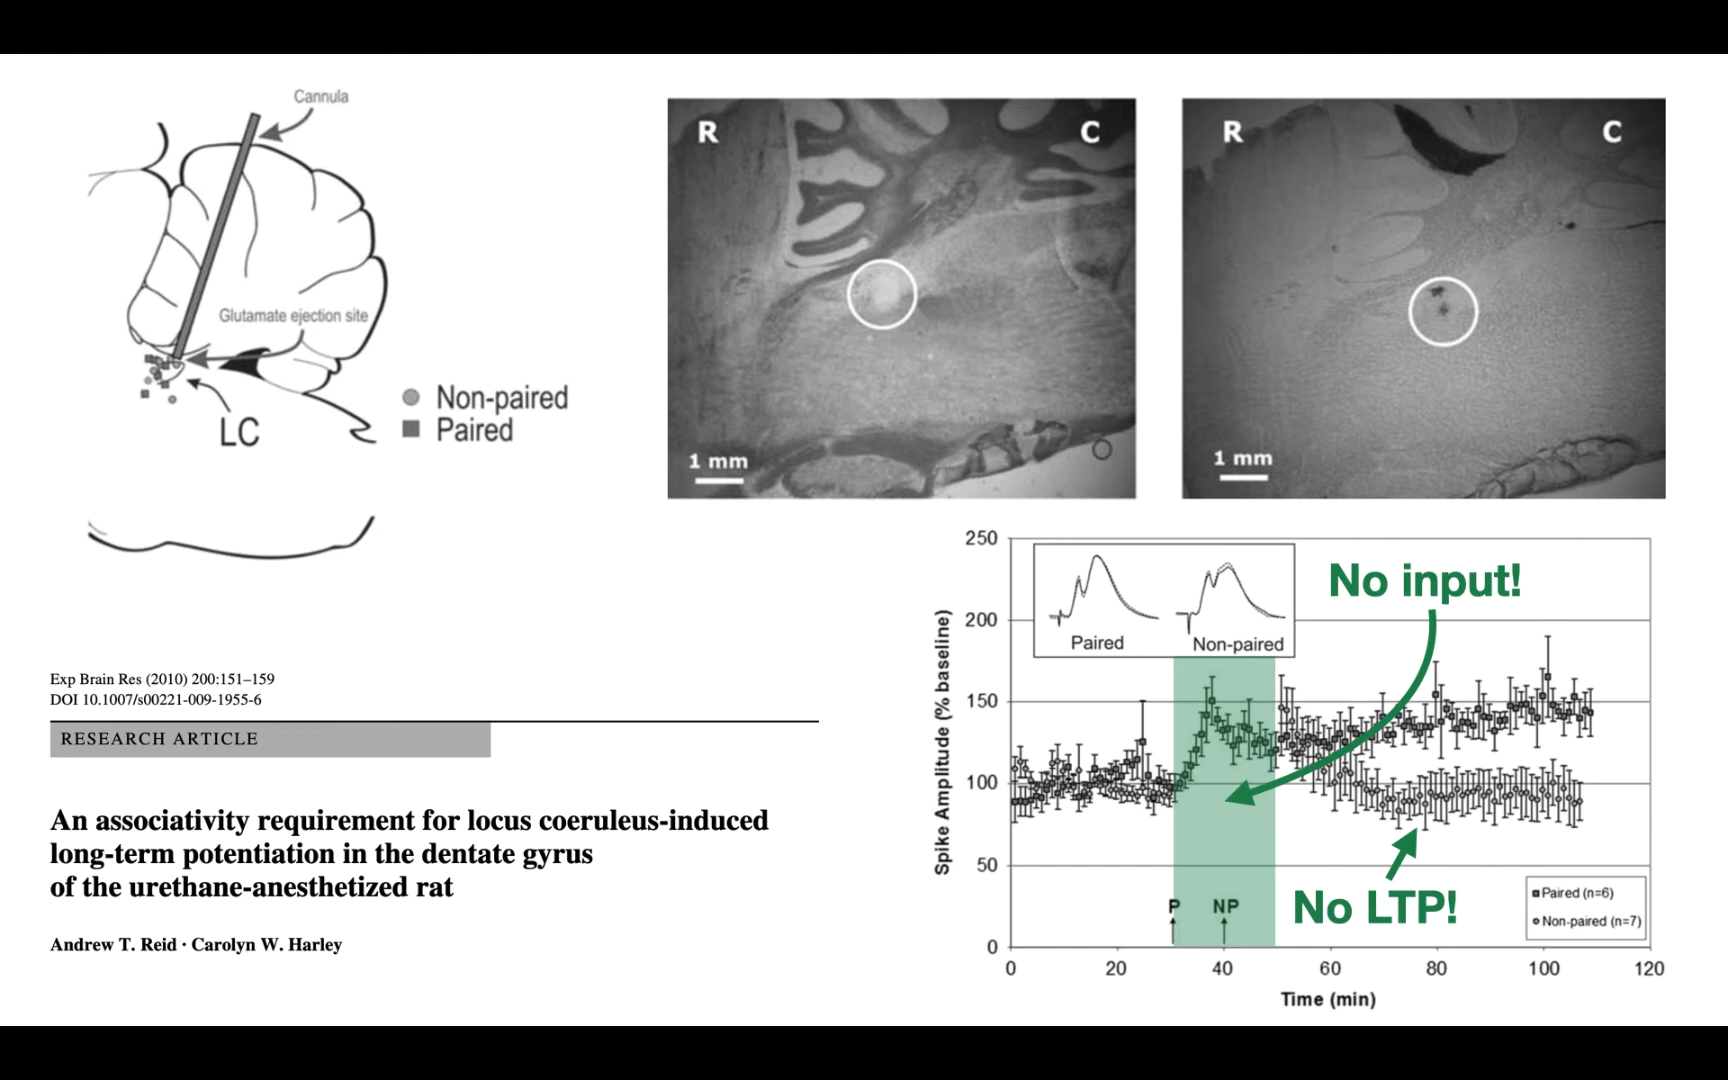 Cannula
Glutamate ejection site
LC
Non-paired
Paired
R
C
1 mm
R
C
1 mm
Exp Brain Res (2010) 200:151–159
DOI 10.1007/s00221-009-1955-6
RESEARCH ARTICLE
An associativity requirement for locus coeruleus-induced
long-term potentiation in the dentate gyrus
of the urethane-anesthetized rat
Andrew T. Reid · Carolyn W. Harley
Spike Amplitude (% baseline)
250
200
150
100
50
0
Paired
Non-paired
No input!
No LTP!
P
NP
Paired (n=6)
Non-paired (n=7)
0 20 40 60 80 100 120
Time (min)